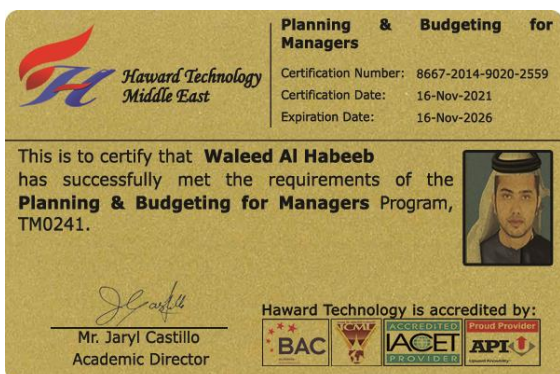 Haward Technology
Middle East
Planning & Budgeting for
Managers
Certification Number: 8667-2014-9020-2559
Certification Date: 16-Nov-2021
Expiration Date: 16-Nov-2026
This is to certify that Waleed Al Habeeb
has successfully met the requirements of the
Planning & Budgeting for Managers Program,
TM0241.
Mr. Jaryl Castillo
Academic Director
Haward Technology is accredited by:
BAC
ACCREDITED
IACET
PROVIDER
Proud Provider
API